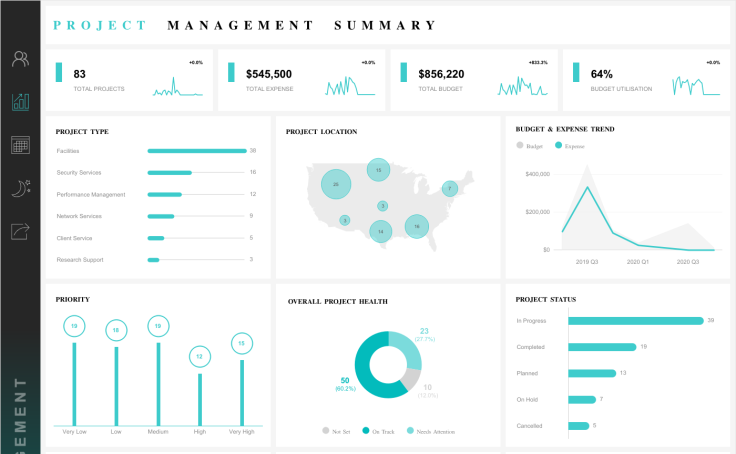 PROJECT MANAGEMENT SUMMARY
+0.0%
83
TOTAL PROJECTS
+0.0%
$545,500
TOTAL EXPENSE
+833.3%
$856,220
TOTAL BUDGET
+0.0%
64%
BUDGET UTILISATION
PROJECT TYPE
Facilities 38
Security Services 16
Performance Management 12
Network Services 9
Client Service 5
Research Support 3
PROJECT LOCATION
15
25
7
3
3
14
16
BUDGET & EXPENSE TREND
Budget Expense
$400,000
$200,000
$0
2019 Q3 2020 Q1 2020 Q3
PRIORITY
19 18 19 12 15
Very Low Low Medium High Very High
OVERALL PROJECT HEALTH
23
(27.7%)
50
(60.2%)
10
(12.0%)
Not Set On Track Needs Attention
PROJECT STATUS
In Progress 39
Completed 19
Planned 13
On Hold 7
Cancelled 5
GEMENT